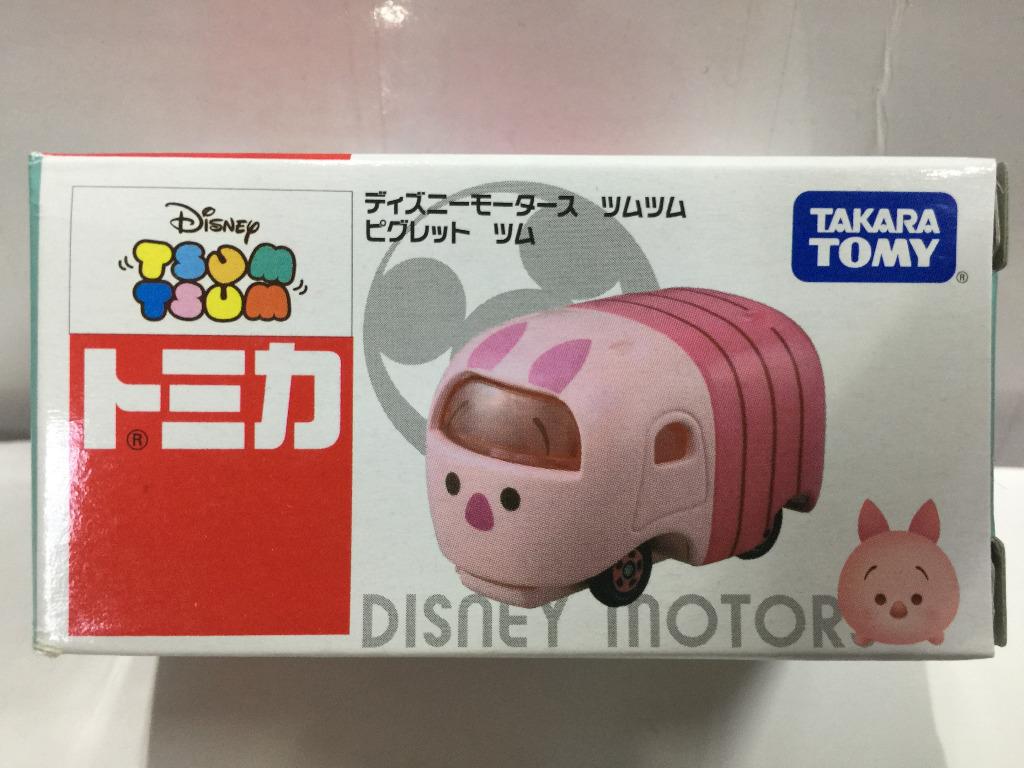 Disney
TSUM
TSUM
トミカ
®
ディズニーモータース ツムツム
ピグレット ツム
TAKARA
TOMY
®
DISNEY MOTORS